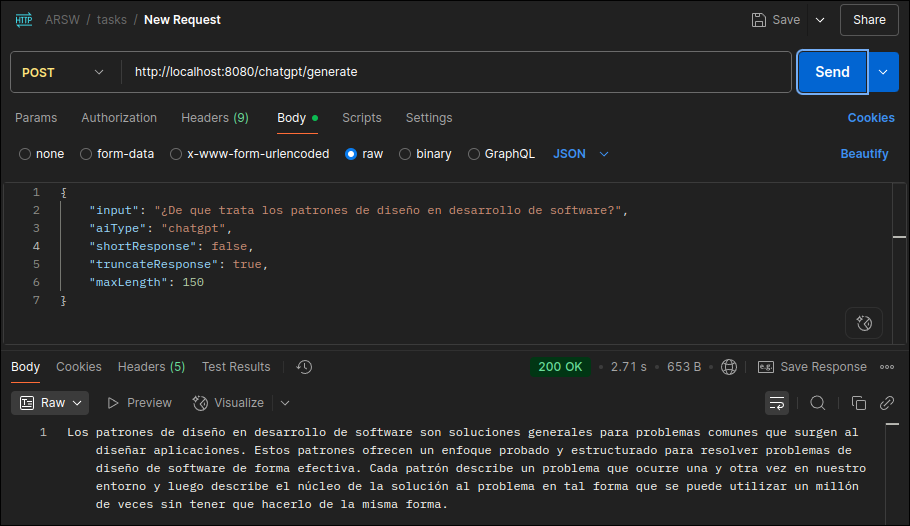 HTTP ARSW / tasks / New Request Save Share
POST http://localhost:8080/chatgpt/generate Send
Params Authorization Headers (9) Body Scripts Settings Cookies
none form-data x-www-form-urlencoded raw binary GraphQL JSON Beautify
1 {
2 "input": "¿De que trata los patrones de diseño en desarrollo de software?",
3 "aiType": "chatgpt",
4 "shortResponse": false,
5 "truncateResponse": true,
6 "maxLength": 150
7 }
Body Cookies Headers (5) Test Results 200 OK 2.71 s 653 B e.g. Save Response
Raw Preview Visualize
1 Los patrones de diseño en desarrollo de software son soluciones generales para problemas comunes que surgen al
diseñar aplicaciones. Estos patrones ofrecen un enfoque probado y estructurado para resolver problemas de
diseño de software de forma efectiva. Cada patrón describe un problema que ocurre una y otra vez en nuestro
entorno y luego describe el núcleo de la solución al problema en tal forma que se puede utilizar un millón
de veces sin tener que hacerlo de la misma forma.